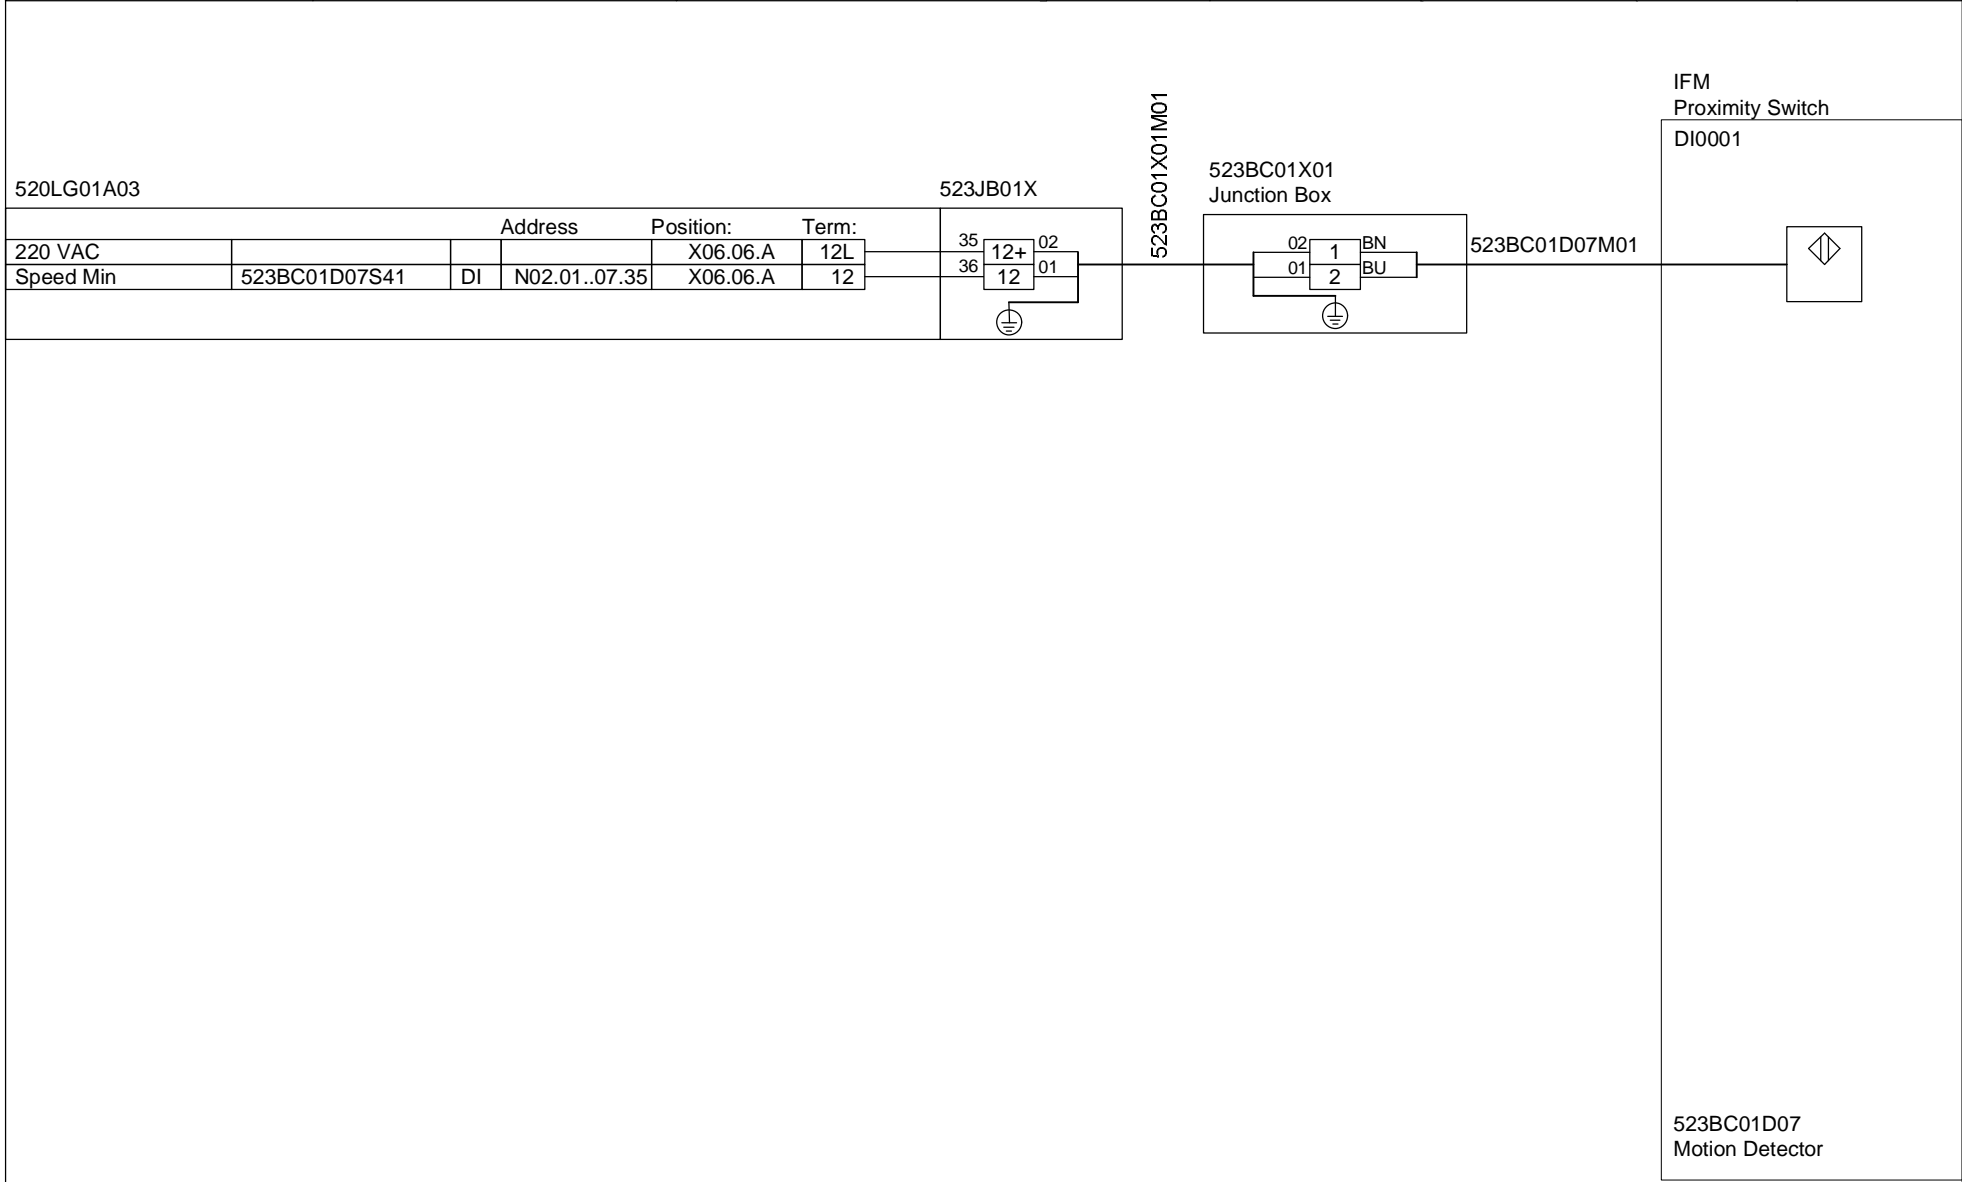 IFM
Proximity Switch
DI0001
523BC01X01M01
523BC01X01
Junction Box
520LG01A03
523JB01X
Address Position: Term:
220 VAC X06.06.A 12L
Speed Min 523BC01D07S41 DI N02.01..07.35 X06.06.A 12
35 12+ 02
36 12 01
02 1 BN
01 2 BU
523BC01D07M01
523BC01D07
Motion Detector